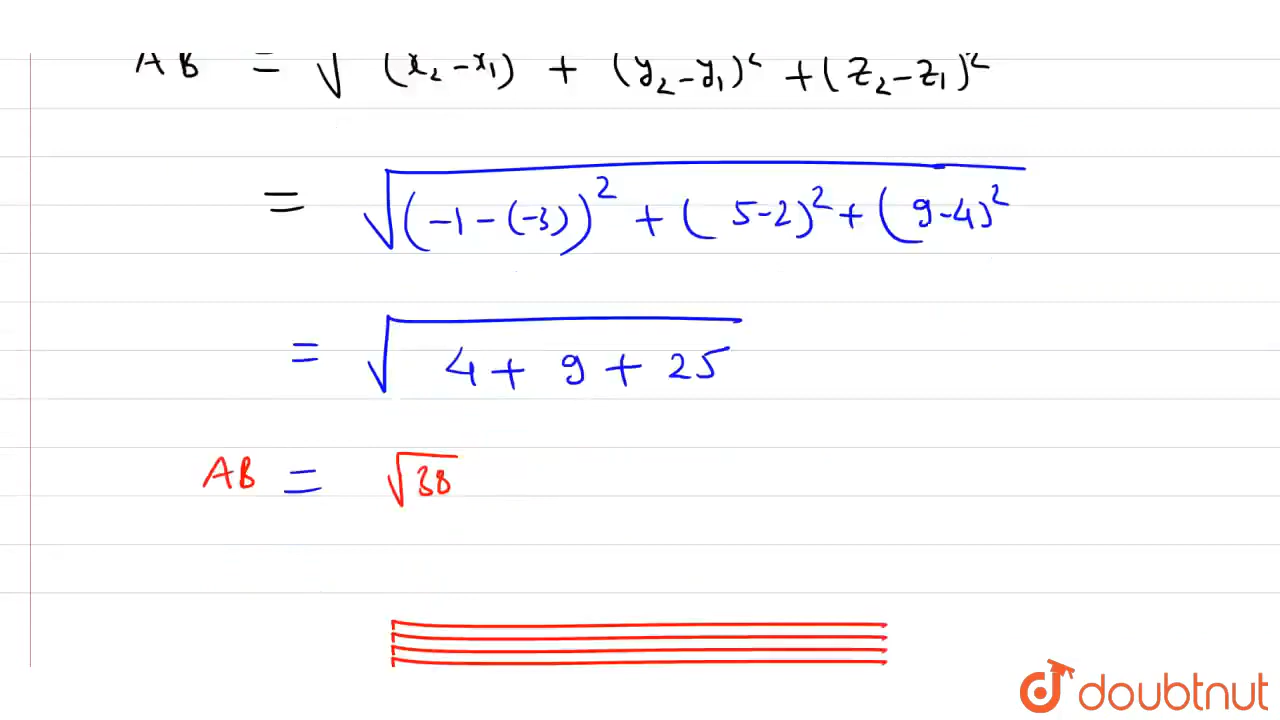 AB = √ (x₂-x₁) + (y₂-y₁)² + (z₂-z₁)²
= √(-1-(-3))² + (5-2)² + (9-4)²
= √4 + 9 + 25
AB = √38
doubtnut